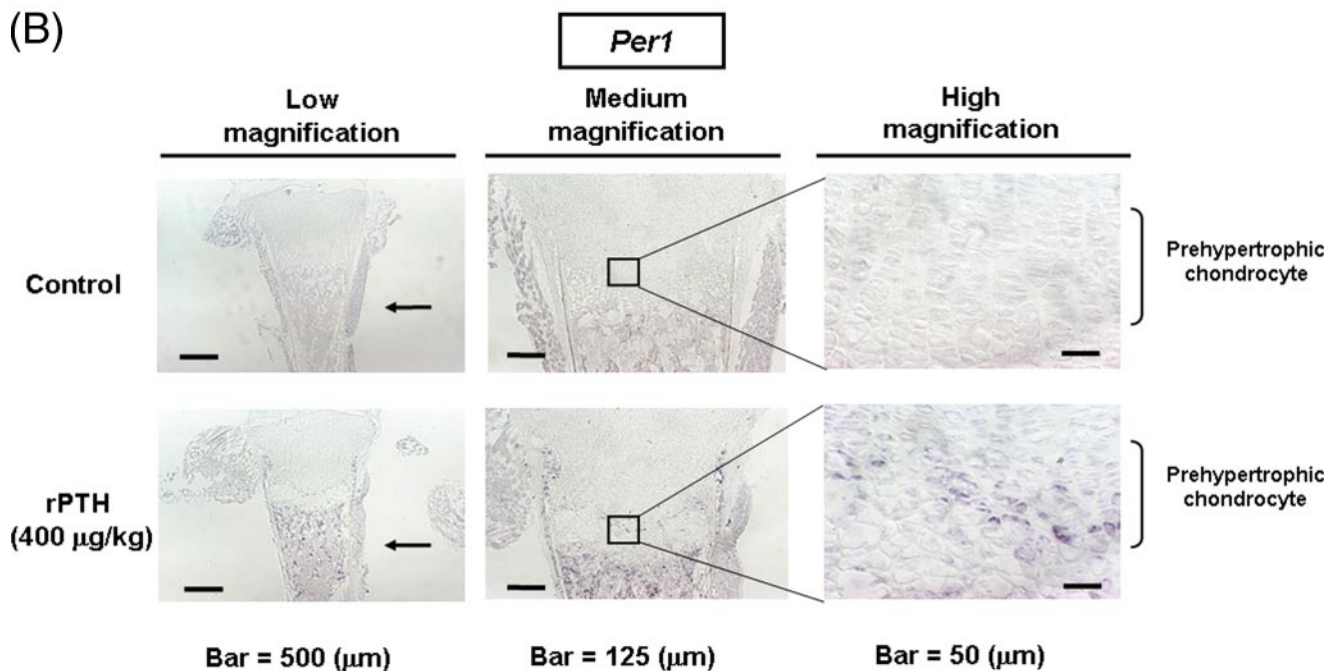 (B)
Per1
Low
magnification
Medium
magnification
High
magnification
Control
Prehypertrophic
chondrocyte
rPTH
(400 μg/kg)
Prehypertrophic
chondrocyte
Bar = 500 (μm)
Bar = 125 (μm)
Bar = 50 (μm)